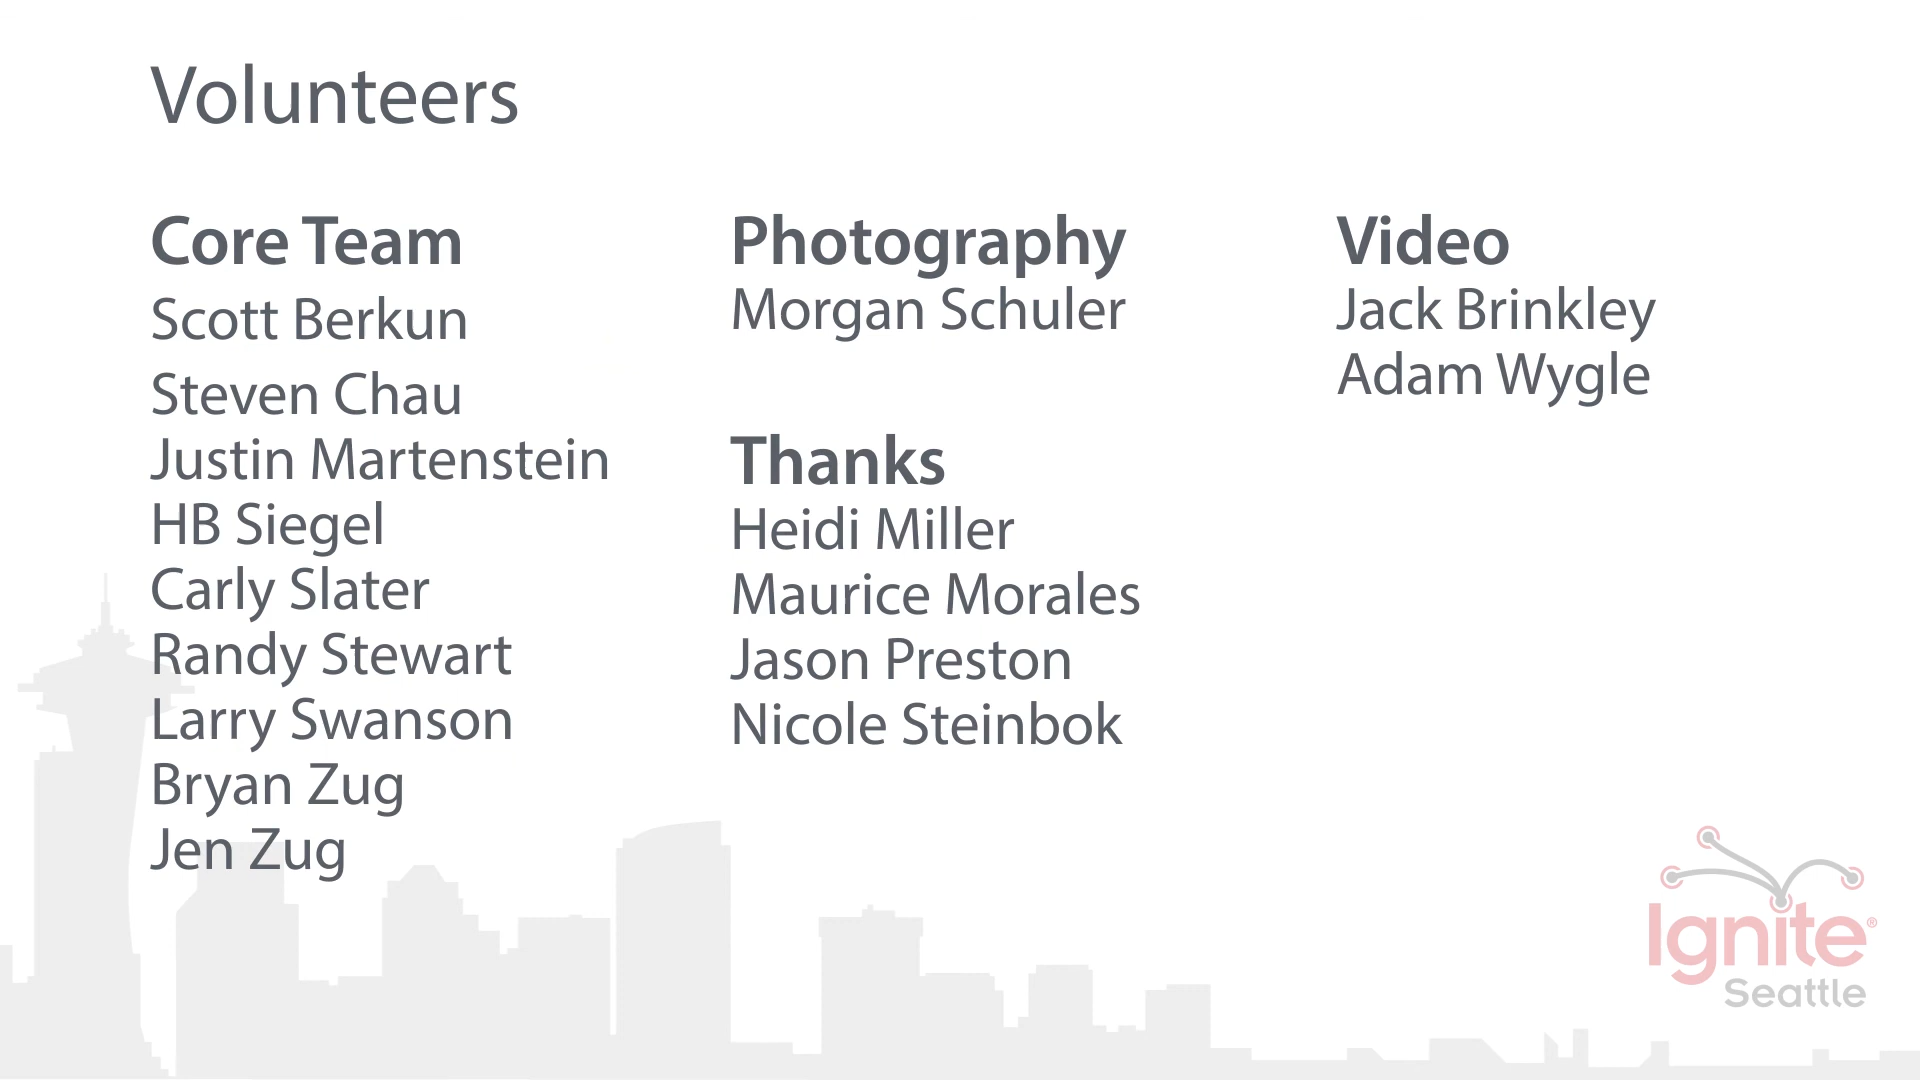 Volunteers
Core Team
Scott Berkun
Steven Chau
Justin Martenstein
HB Siegel
Carly Slater
Randy Stewart
Larry Swanson
Bryan Zug
Jen Zug
Photography
Morgan Schuler
Thanks
Heidi Miller
Maurice Morales
Jason Preston
Nicole Steinbok
Video
Jack Brinkley
Adam Wygle
Ignite®
Seattle